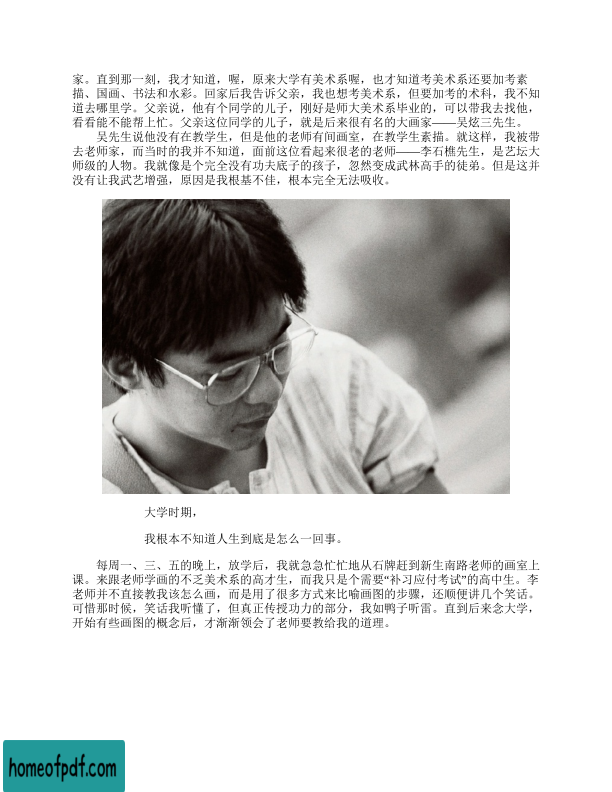 家。直到那一刻，我才知道，喔，原来大学有美术系喔，也才知道考美术系还要加考素
描、国画、书法和水彩。回家后我告诉父亲，我也想考美术系，但要加考的术科，我不知
道去哪里学。父亲说，他有个同学的儿子，刚好是师大美术系毕业的，可以带我去找他，
看看能不能帮上忙。父亲这位同学的儿子，就是后来很有名的大画家——吴炫三先生。
吴先生说他没有在教学生，但是他的老师有间画室，在教学生素描。就这样，我被带
去老师家，而当时的我并不知道，面前这位看起来很老的老师——李石樵先生，是艺坛大
师级的人物。我就像是个完全没有功夫底子的孩子，忽然变成武林高手的徒弟。但是这并
没有让我武艺增强，原因是我根基不佳，根本完全无法吸收。
大学时期，
我根本不知道人生到底是怎么一回事。
每周一、三、五的晚上，放学后，我就急急忙忙地从石牌赶到新生南路老师的画室上
课。来跟老师学画的不乏美术系的高才生，而我只是个需要“补习应付考试”的高中生。李
老师并不直接教我该怎么画，而是用了很多方式来比喻画图的步骤，还顺便讲几个笑话。
可惜那时候，笑话我听懂了，但真正传授功力的部分，我如鸭子听雷。直到后来念大学，
开始有些画图的概念后，才渐渐领会了老师要教给我的道理。
homeofpdf.com